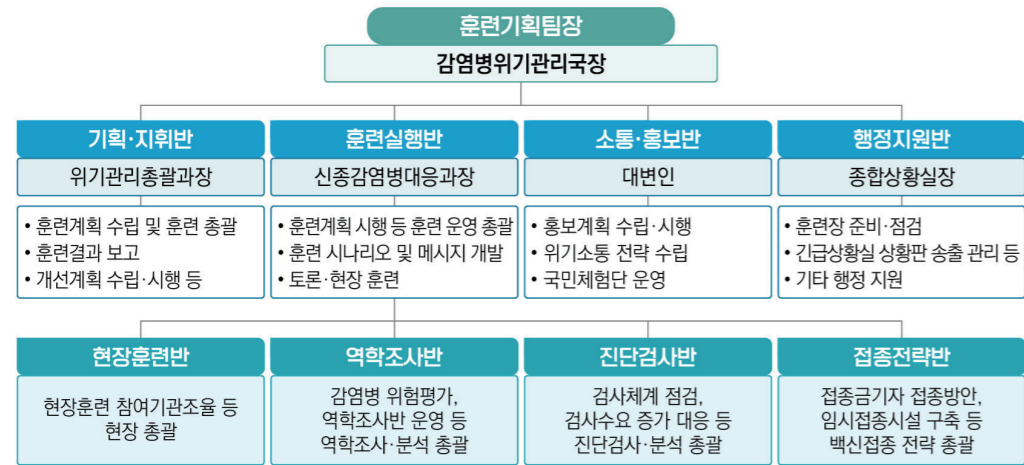 훈련기획팀장
감염병위기관리국장
기획·지휘반
위기관리총괄과장
• 훈련계획 수립 및 훈련 총괄
• 훈련결과 보고
• 개선계획 수립·시행 등
훈련실행반
신종감염병대응과장
• 훈련계획 시행 등 훈련 운영 총괄
• 훈련 시나리오 및 메시지 개발
• 토론·현장 훈련
소통·홍보반
대변인
• 홍보계획 수립·시행
• 위기소통 전략 수립
• 국민체험단 운영
행정지원반
종합상황실장
• 훈련장 준비·점검
• 긴급상황실 상황판 송출 관리 등
• 기타 행정 지원
현장훈련반
현장훈련 참여기관조율 등
현장 총괄
역학조사반
감염병 위험평가,
역학조사반 운영 등
역학조사·분석 총괄
진단검사반
검사체계 점검,
검사수요 증가 대응 등
진단검사·분석 총괄
접종전략반
접종금기자 접종방안,
임시접종시설 구축 등
백신접종 전략 총괄